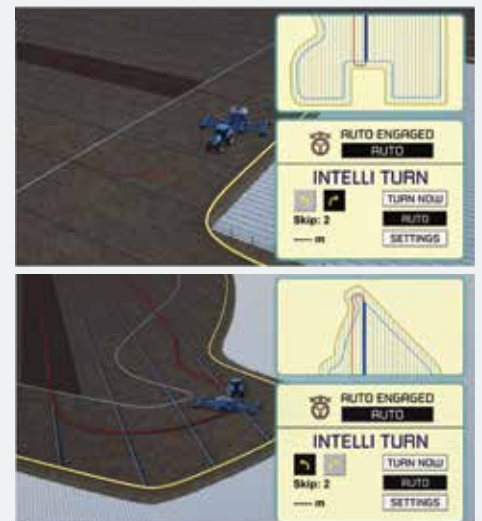 AUTO ENGAGED
AUTO
INTELLI TURN
TURN NOW
Skip: 2
AUTO
---- m
SETTINGS
AUTO ENGAGED
AUTO
INTELLI TURN
TURN NOW
Skip: 2
AUTO
---- m
SETTINGS